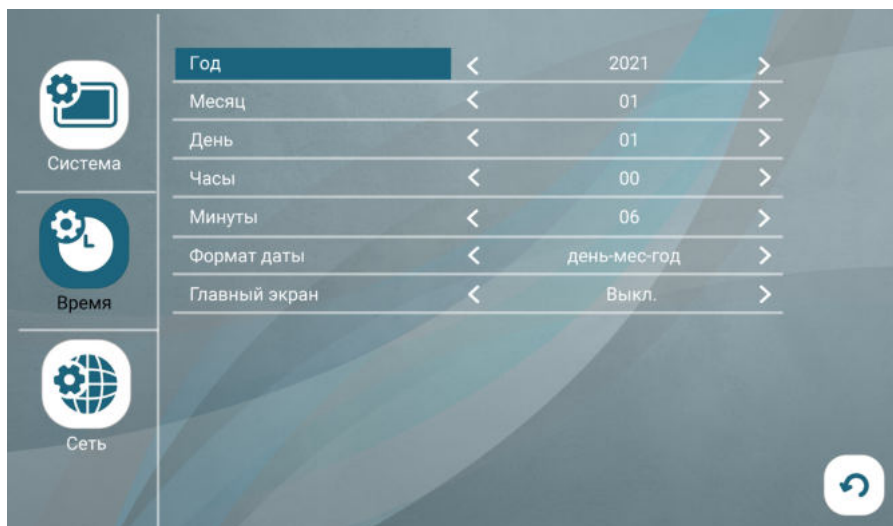 Система
Время
Сеть
Год 2021
Месяц 01
День 01
Часы 00
Минуты 06
Формат даты день-мес-год
Главный экран Выкл.